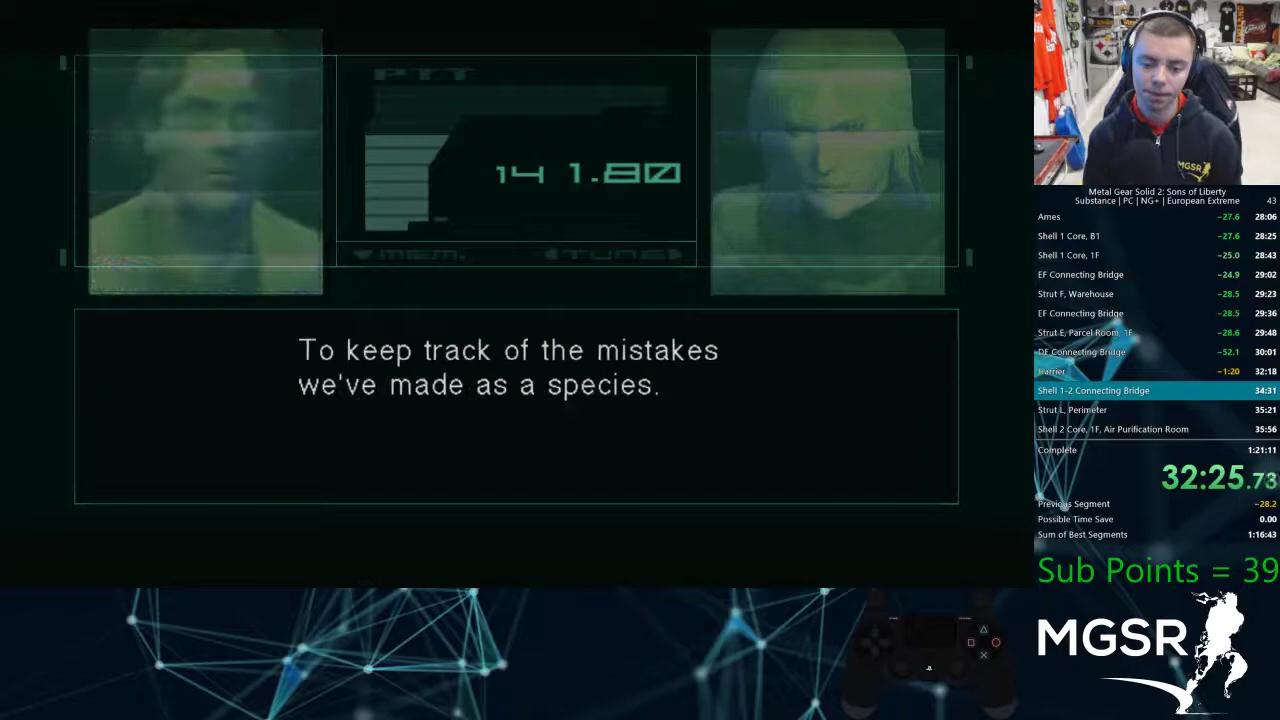 PTT
141.80
MEM.
TUNE
To keep track of the mistakes
we've made as a species.
MGSR
Metal Gear Solid 2: Sons of Liberty
Substance | PC | NG+ | European Extreme 43
Ames -27.6 28:06
Shell 1 Core, B1 -27.6 28:25
Shell 1 Core, 1F -25.0 28:43
EF Connecting Bridge -24.9 29:02
Strut F, Warehouse -28.5 29:23
EF Connecting Bridge -28.5 29:36
Strut E, Parcel Room, 1F -28.6 29:48
DF Connecting Bridge -52.1 30:01
Harrier -1:20 32:18
Shell 1-2 Connecting Bridge 34:31
Strut L, Perimeter 35:21
Shell 2 Core, 1F, Air Purification Room 35:56
Complete 1:21:11
32:25.73
Previous Segment -28.2
Possible Time Save 0.00
Sum of Best Segments 1:16:43
Sub Points = 39
MGSR